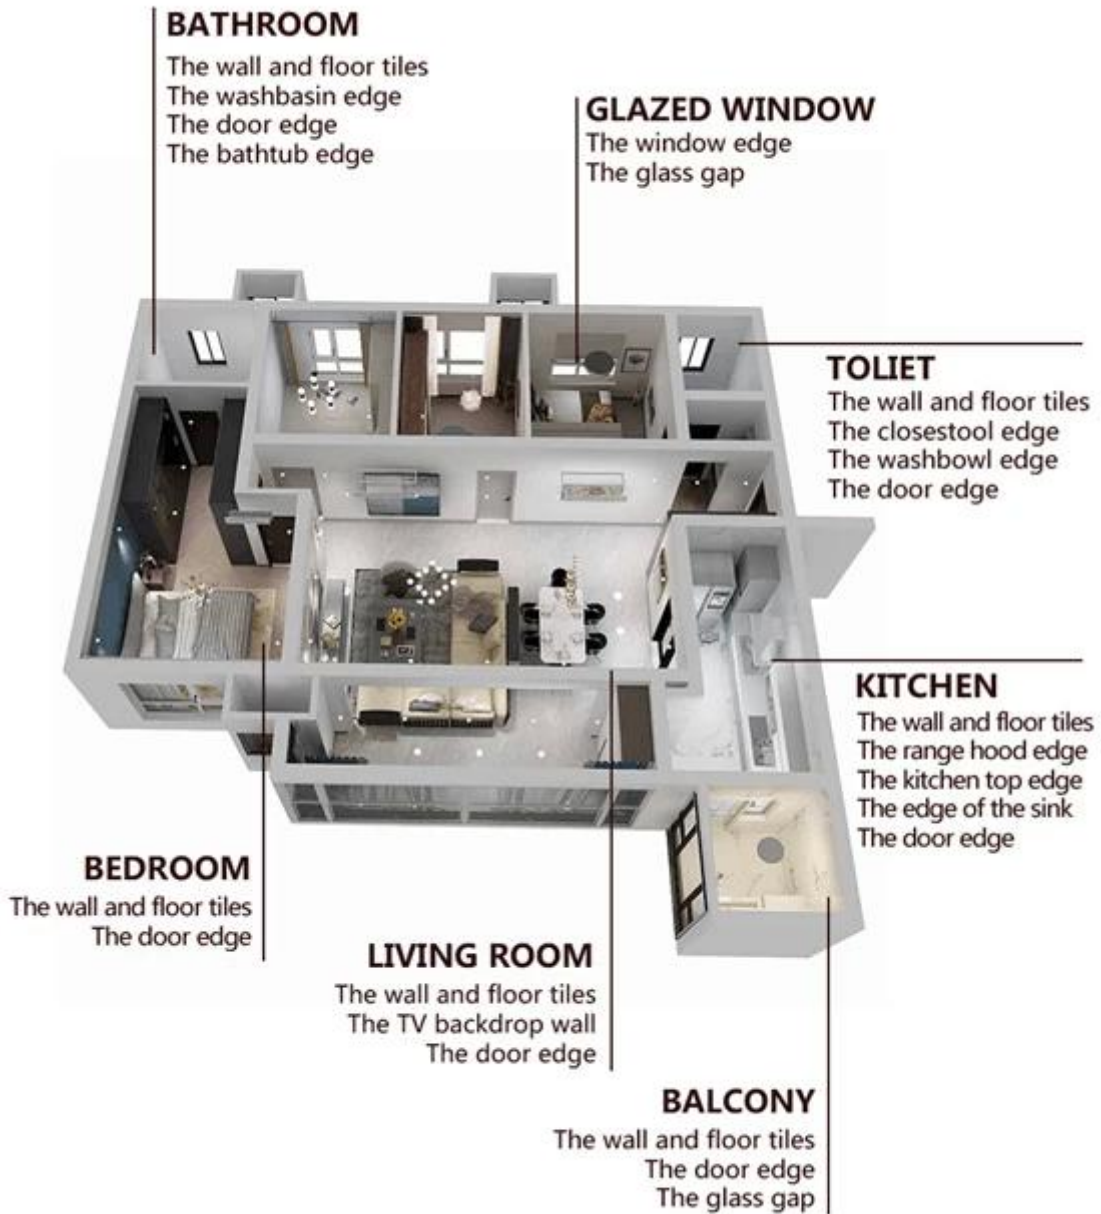 BATHROOM
The wall and floor tiles
The washbasin edge
The door edge
The bathtub edge
GLAZED WINDOW
The window edge
The glass gap
TOLIET
The wall and floor tiles
The closestool edge
The washbowl edge
The door edge
KITCHEN
The wall and floor tiles
The range hood edge
The kitchen top edge
The edge of the sink
The door edge
BEDROOM
The wall and floor tiles
The door edge
LIVING ROOM
The wall and floor tiles
The TV backdrop wall
The door edge
BALCONY
The wall and floor tiles
The door edge
The glass gap